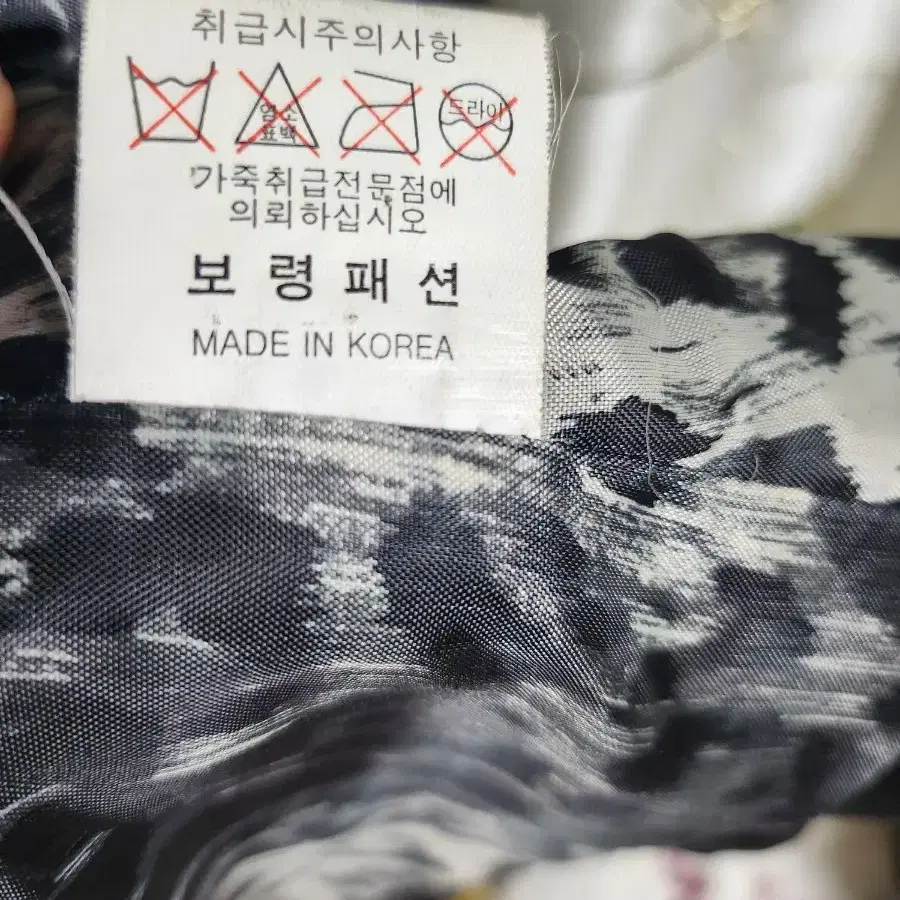 취급시주의사항
염소
표백
드라이
가죽취급전문점에
의뢰하십시오
보령패션
MADE IN KOREA